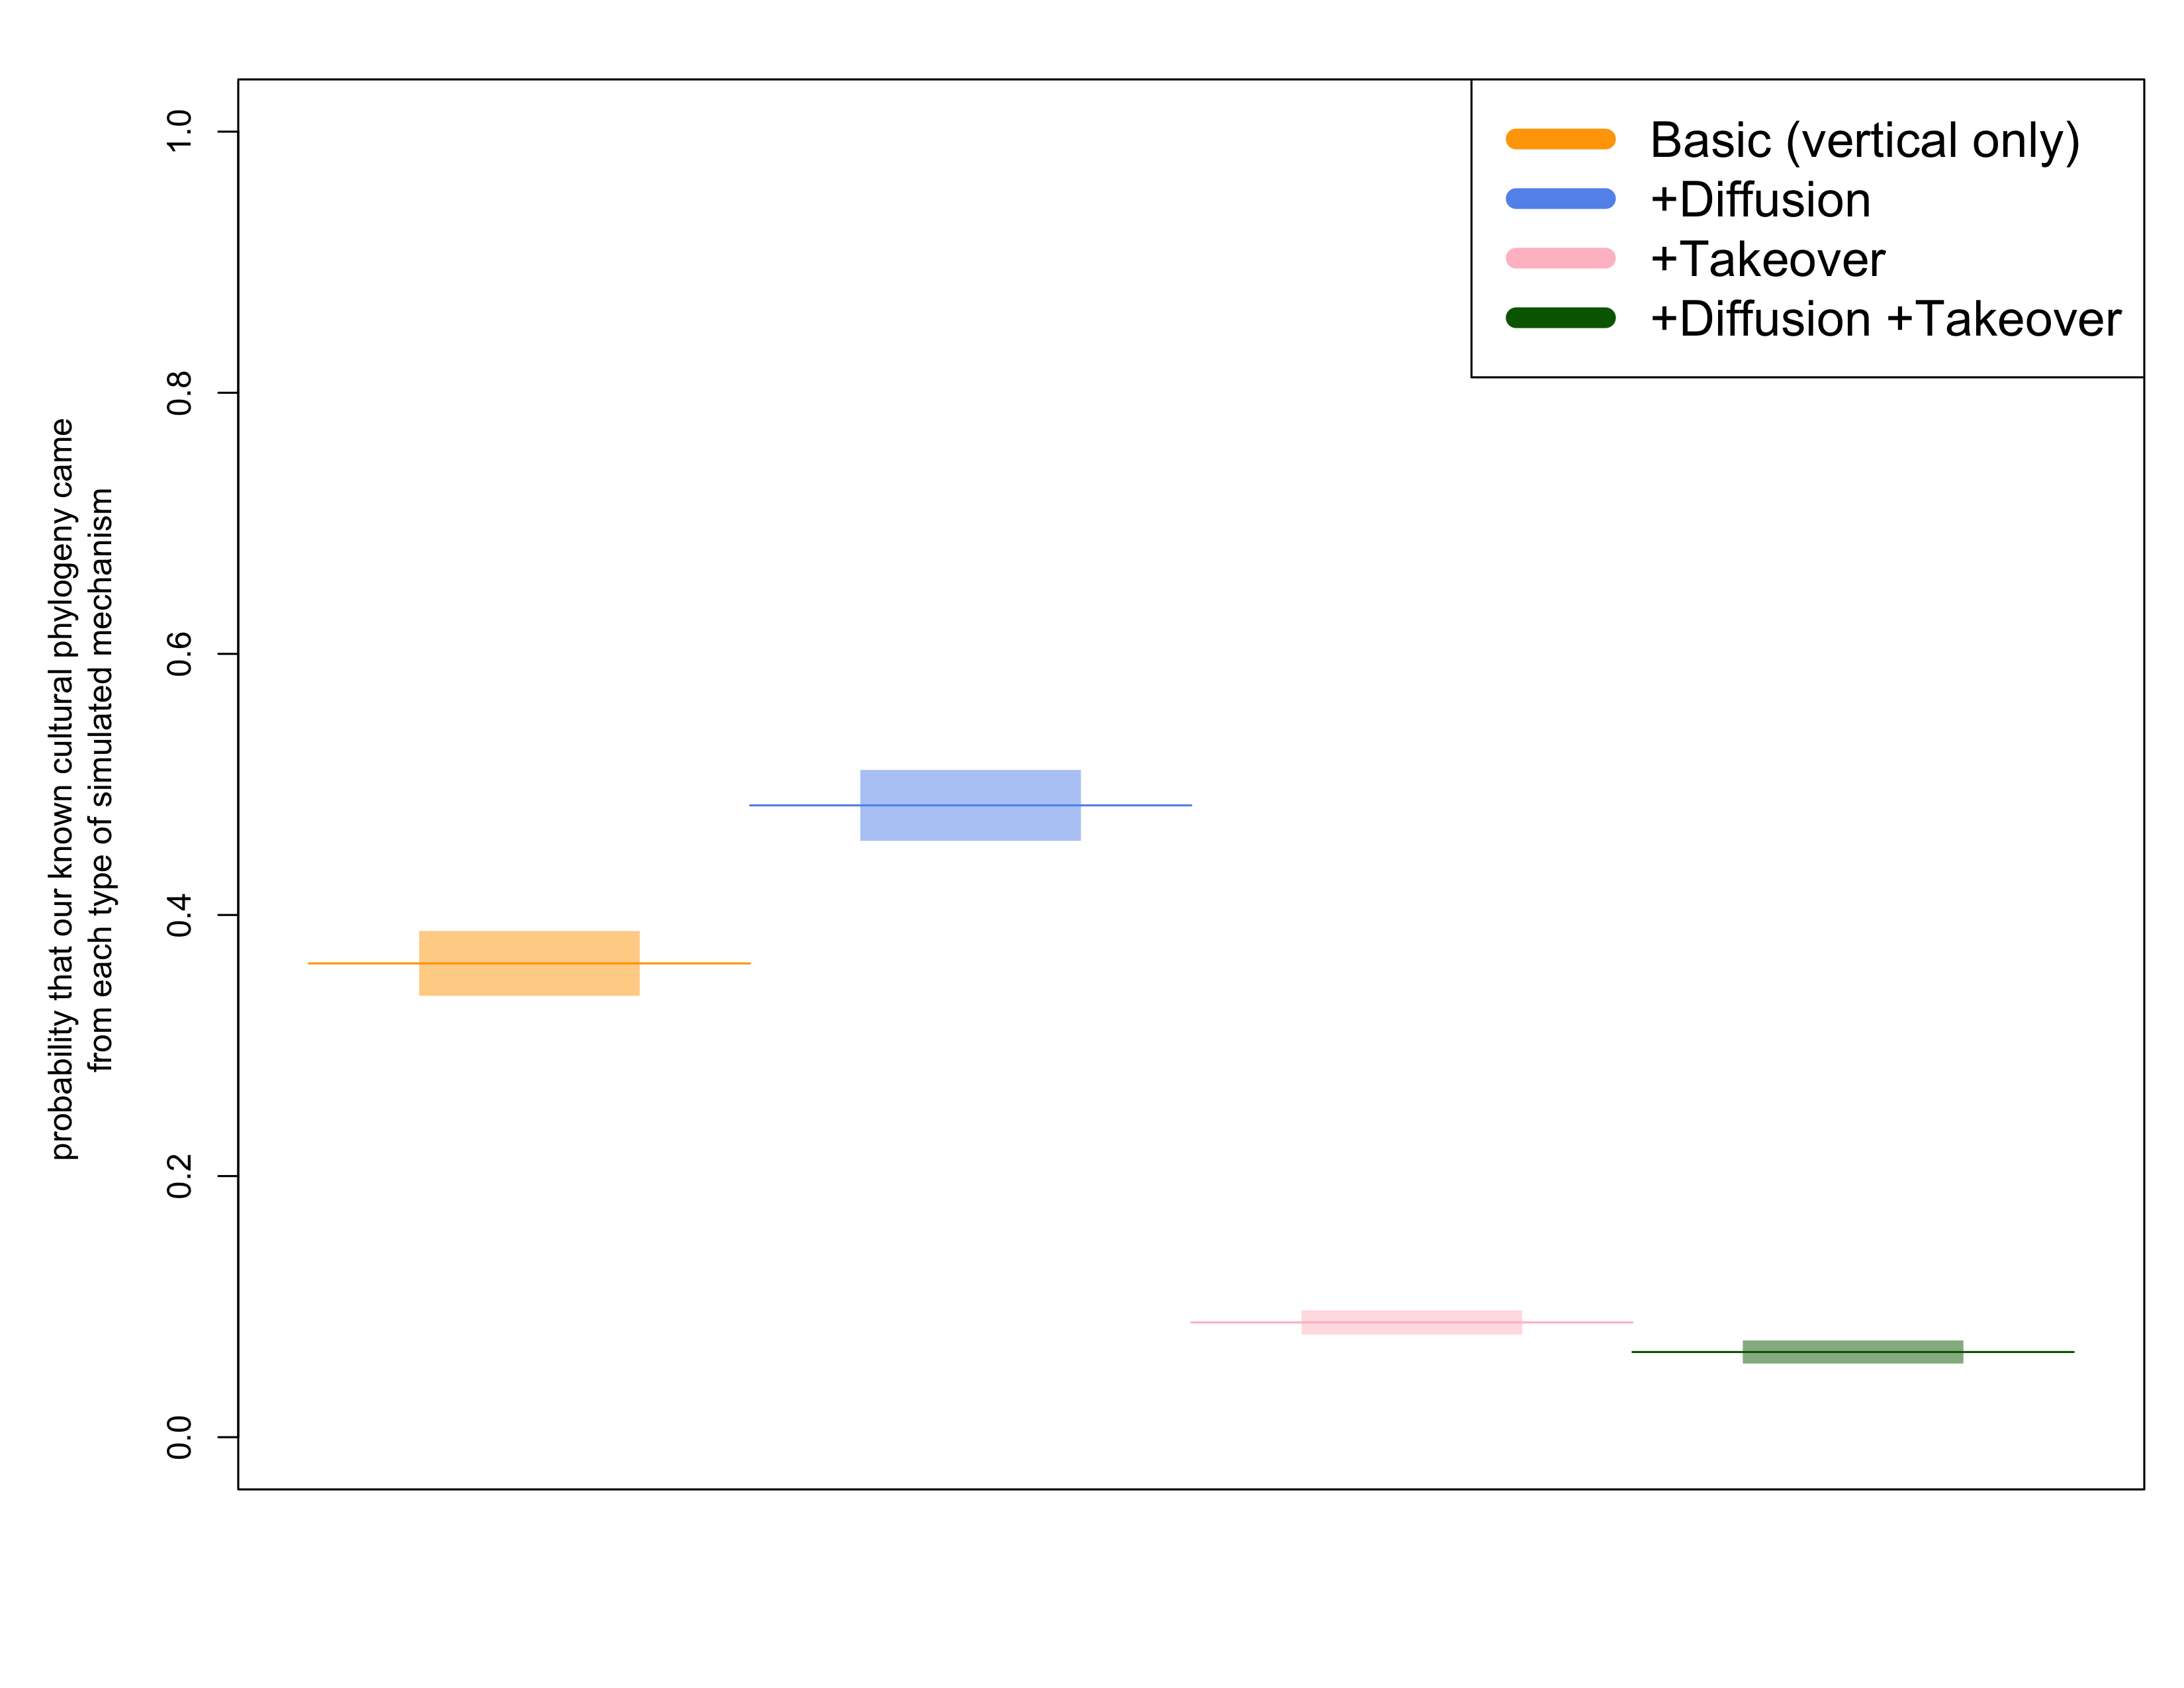 probability that our known cultural phylogeny came
from each type of simulated mechanism
1.0
0.8
0.6
0.4
0.2
0.0
Basic (vertical only)
+Diffusion
+Takeover
+Diffusion +Takeover